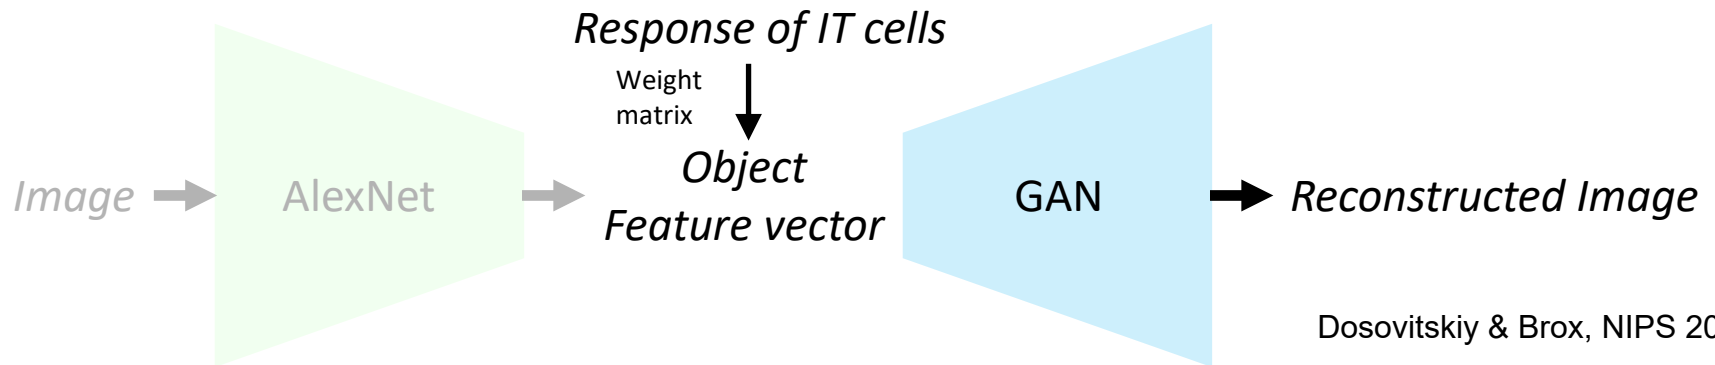 Response of IT cells
Weight
matrix
Image
AlexNet
Object
Feature vector
GAN
Reconstructed Image
Dosovitskiy & Brox, NIPS 20